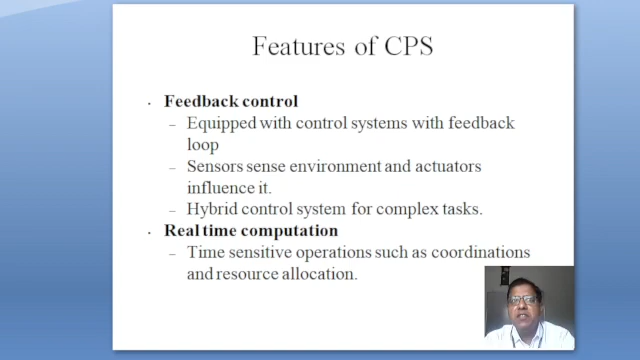 Features of CPS
• Feedback control
– Equipped with control systems with feedback
loop
– Sensors sense environment and actuators
influence it.
– Hybrid control system for complex tasks.
• Real time computation
– Time sensitive operations such as coordinations
and resource allocation.